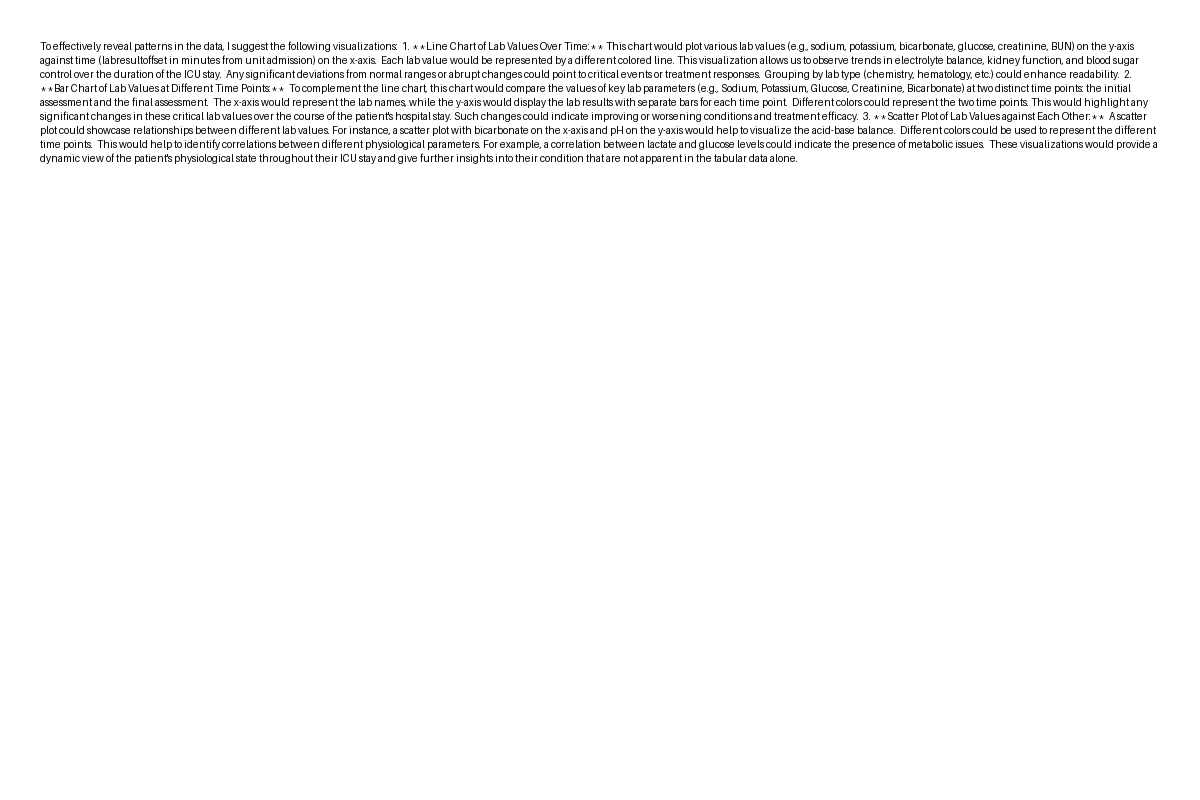 To effectively reveal patterns in the data, I suggest the following visualizations:  1. **Line Chart of Lab Values Over Time:** This chart would plot various lab values (e.g., sodium, potassium, bicarbonate, glucose, creatinine, BUN) on the y-axis
against time (labresultoffset in minutes from unit admission) on the x-axis.  Each lab value would be represented by a different colored line. This visualization allows us to observe trends in electrolyte balance, kidney function, and blood sugar
control over the duration of the ICU stay.  Any significant deviations from normal ranges or abrupt changes could point to critical events or treatment responses.  Grouping by lab type (chemistry, hematology, etc.) could enhance readability.  2.
**Bar Chart of Lab Values at Different Time Points:**  To complement the line chart, this chart would compare the values of key lab parameters (e.g., Sodium, Potassium, Glucose, Creatinine, Bicarbonate) at two distinct time points: the initial
assessment and the final assessment.  The x-axis would represent the lab names, while the y-axis would display the lab results with separate bars for each time point.  Different colors could represent the two time points. This would highlight any
significant changes in these critical lab values over the course of the patient's hospital stay. Such changes could indicate improving or worsening conditions and treatment efficacy.  3. **Scatter Plot of Lab Values against Each Other:**  A scatter
plot could showcase relationships between different lab values. For instance, a scatter plot with bicarbonate on the x-axis and pH on the y-axis would help to visualize the acid-base balance.  Different colors could be used to represent the different
time points.  This would help to identify correlations between different physiological parameters. For example, a correlation between lactate and glucose levels could indicate the presence of metabolic issues.  These visualizations would provide a
dynamic view of the patient's physiological state throughout their ICU stay and give further insights into their condition that are not apparent in the tabular data alone.